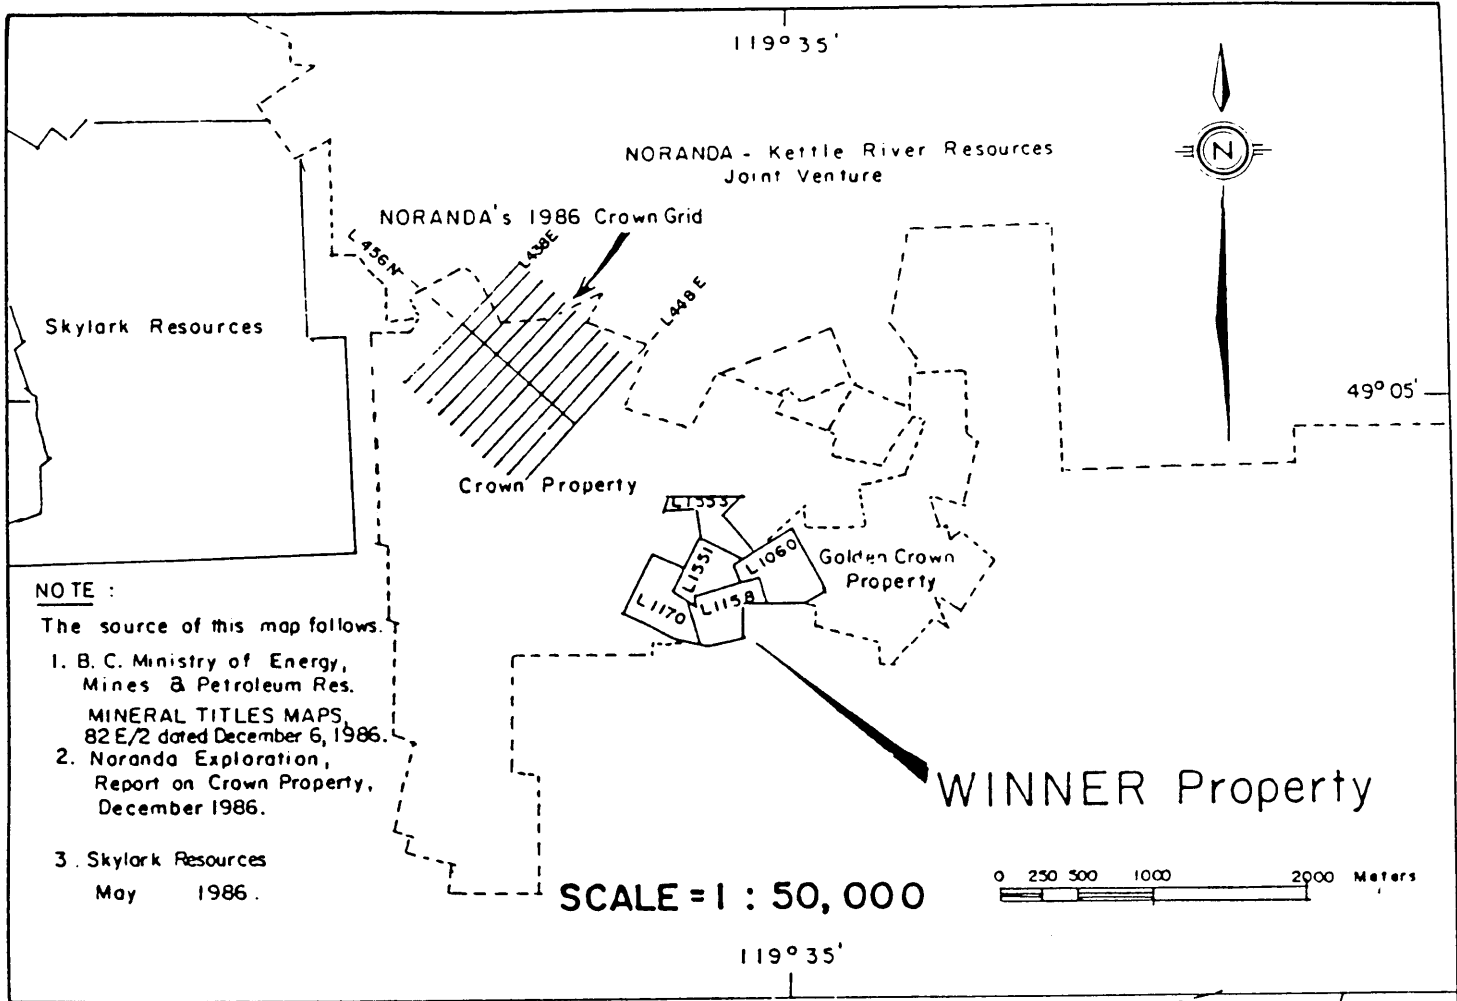 119° 35'
N
NORANDA - Kettle River Resources
Joint Venture
NORANDA's 1986 Crown Grid
L 456 N
L438E
L448 E
Skylark Resources
49° 05'
Crown Property
L1353
L1331
L1060
Golden Crown
Property
L1170
L1158
NOTE :
The source of this map follows.
1. B. C. Ministry of Energy,
Mines & Petroleum Res.
MINERAL TITLES MAPS,
82 E/2 dated December 6, 1986.
2. Noranda Exploration,
Report on Crown Property,
December 1986.
3. Skylark Resources
May 1986.
WINNER Property
SCALE = 1 : 50,000
0 250 500 1000 2000 Meters
119° 35'